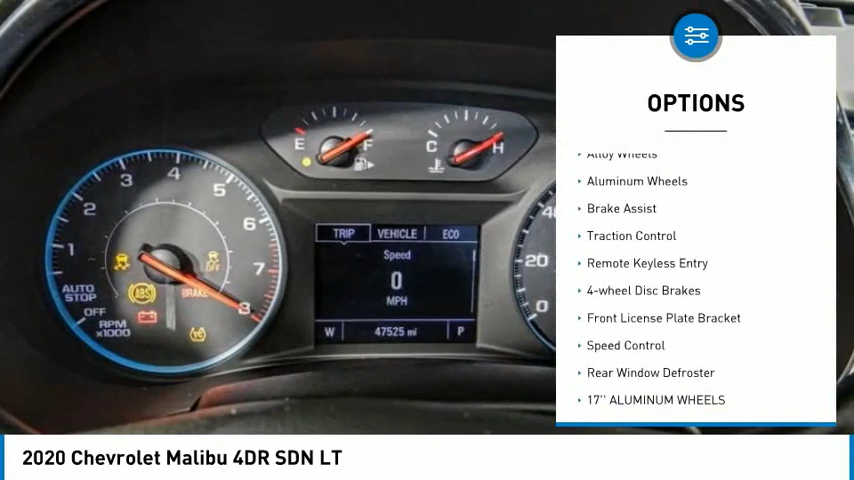 OPTIONS
Alloy Wheels
Aluminum Wheels
Brake Assist
Traction Control
Remote Keyless Entry
4-wheel Disc Brakes
Front License Plate Bracket
Speed Control
Rear Window Defroster
17'' ALUMINUM WHEELS
E F
C H
1
2
3
4
5
6
7
8
AUTO
STOP
OFF
RPM
x1000
ABS
BRAKE
OFF
TRIP VEHICLE ECO
Speed
0
MPH
W 47525 mi P
40
20
0
2020 Chevrolet Malibu 4DR SDN LT